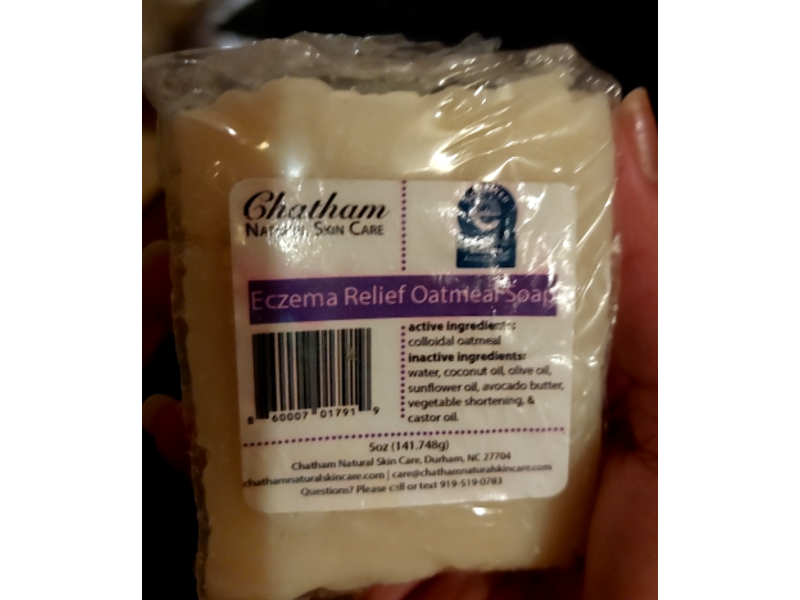 Chatham
NATURAL SKIN CARE
Eczema Relief Oatmeal Soap
active ingredients:
colloidal oatmeal
inactive ingredients:
water, coconut oil, olive oil,
sunflower oil, avocado butter,
vegetable shortening, &
castor oil.
8 60007 01791 9
5oz (141.748g)
Chatham Natural Skin Care, Durham, NC 27704
chathamnaturalskincare.com | care@chathamnaturalskincare.com
Questions? Please call or text 919-519-0783